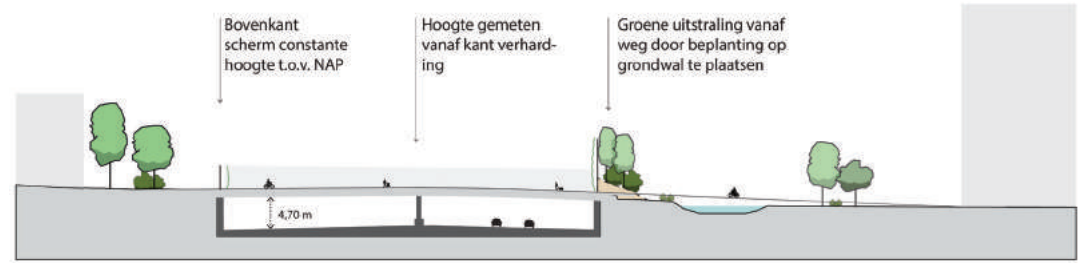 Bovenkant
scherm constante
hoogte t.o.v. NAP
Hoogte gemeten
vanaf kant verhard-
ing
Groene uitstraling vanaf
weg door beplanting op
grondwal te plaatsen
4,70 m